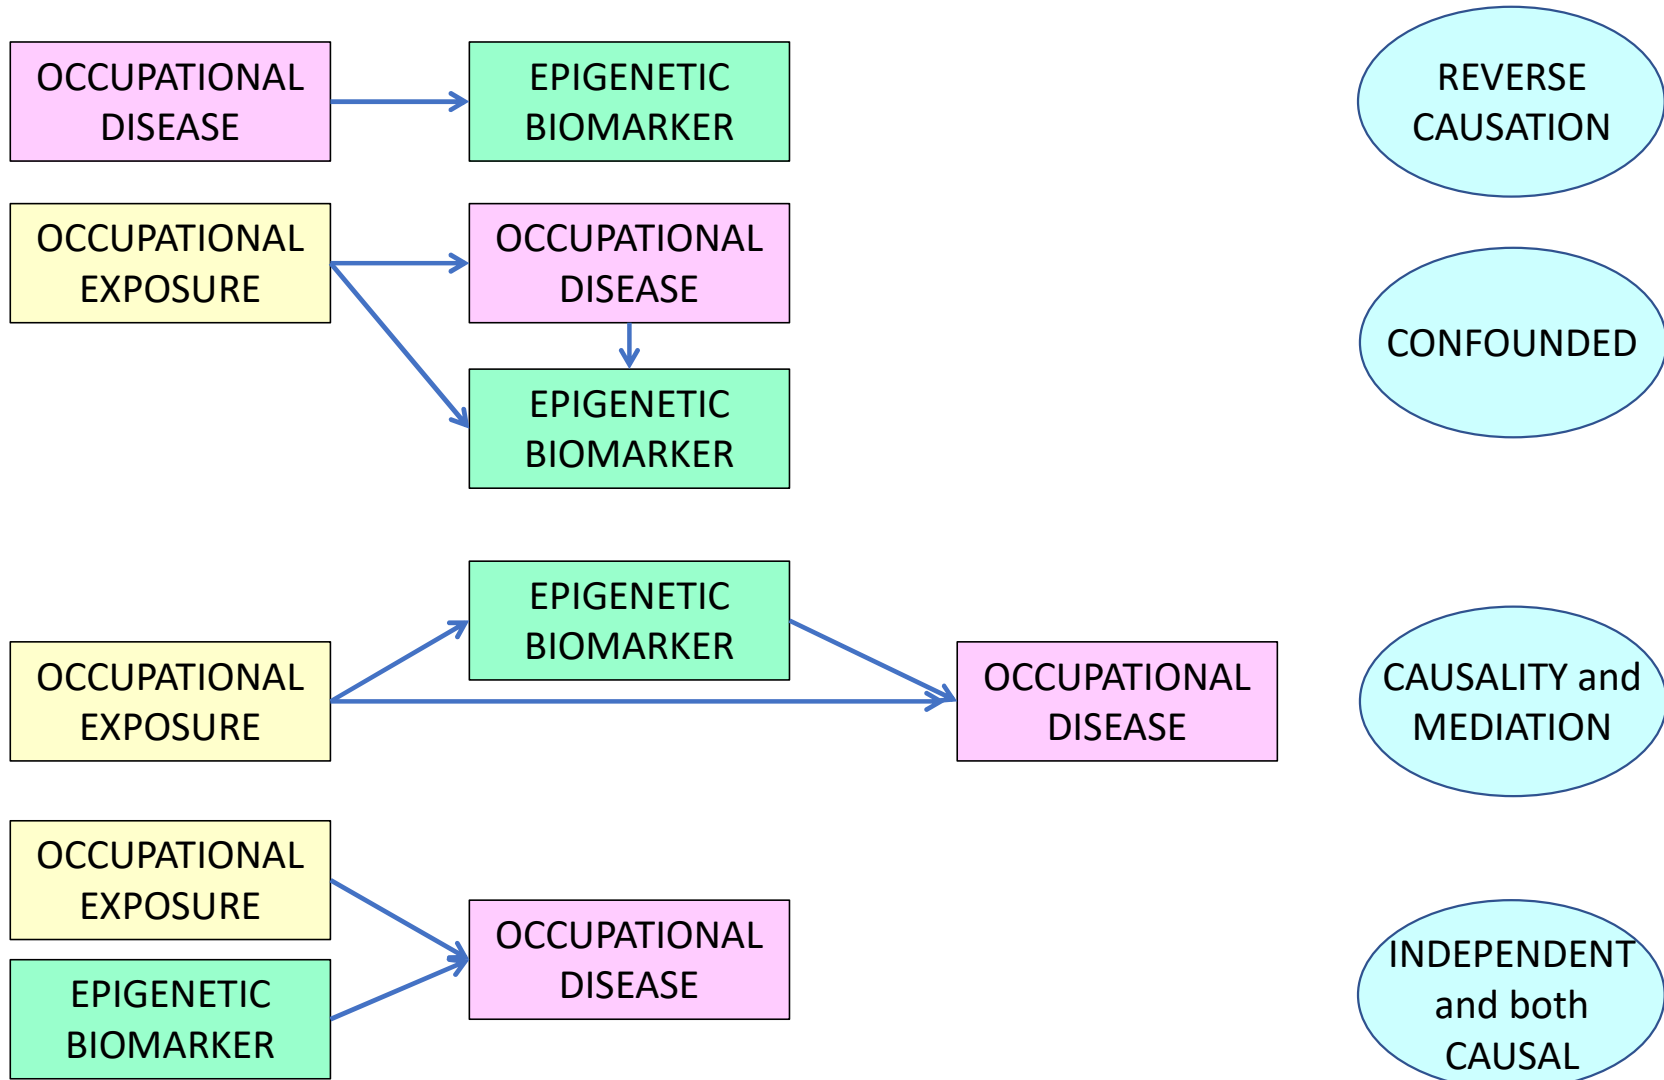 OCCUPATIONAL
DISEASE
EPIGENETIC
BIOMARKER
REVERSE
CAUSATION
OCCUPATIONAL
EXPOSURE
OCCUPATIONAL
DISEASE
EPIGENETIC
BIOMARKER
CONFOUNDED
OCCUPATIONAL
EXPOSURE
EPIGENETIC
BIOMARKER
OCCUPATIONAL
DISEASE
CAUSALITY and
MEDIATION
OCCUPATIONAL
EXPOSURE
EPIGENETIC
BIOMARKER
OCCUPATIONAL
DISEASE
INDEPENDENT
and both
CAUSAL